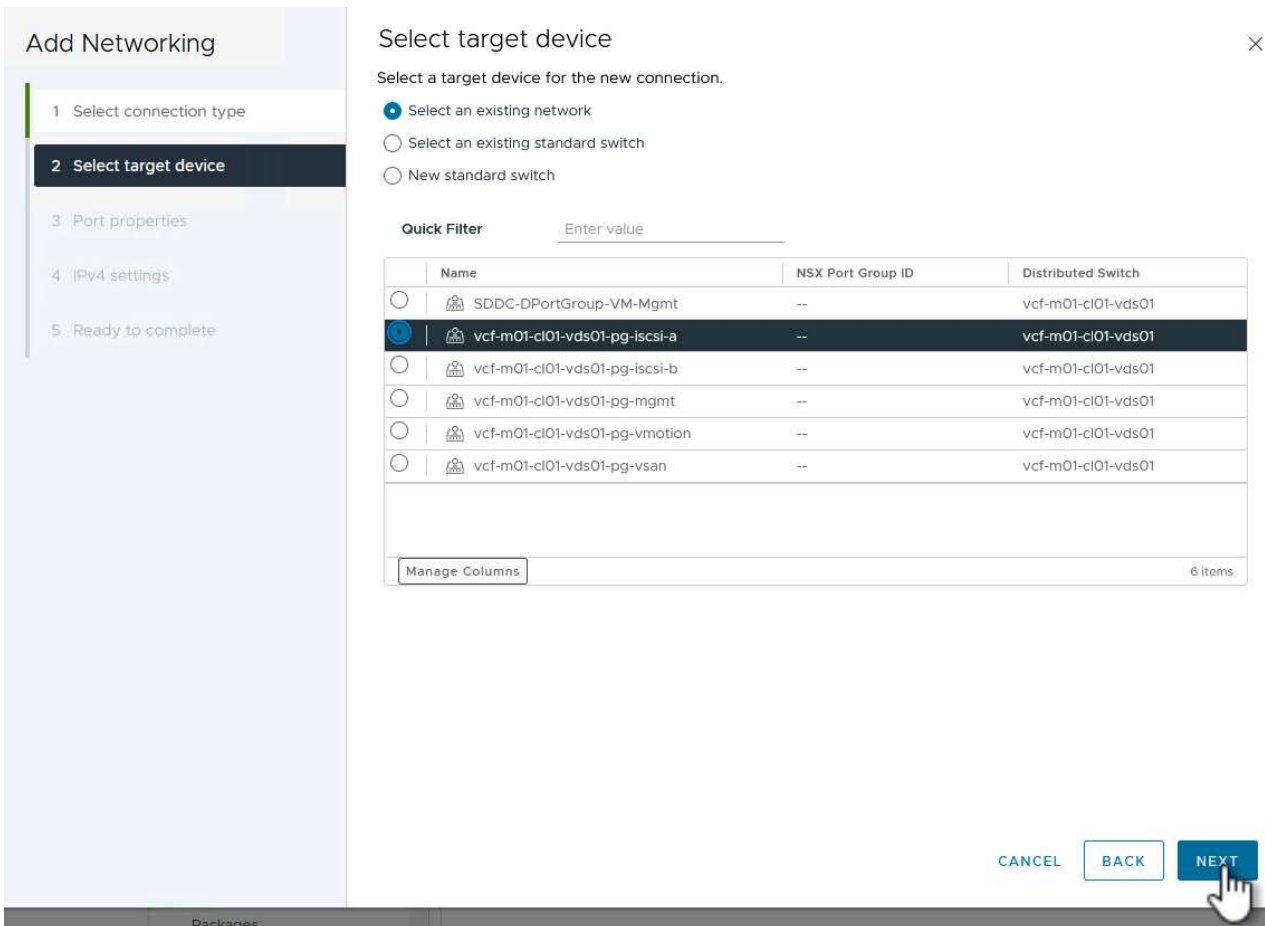 Add Networking
1 Select connection type
2 Select target device
3 Port properties
4 IPv4 settings
5 Ready to complete
Select target device
Select a target device for the new connection.
Select an existing network
Select an existing standard switch
New standard switch
Quick Filter Enter value
Name NSX Port Group ID Distributed Switch
SDDC-DPortGroup-VM-Mgmt -- vcf-m01-cl01-vds01
vcf-m01-cl01-vds01-pg-iscsi-a -- vcf-m01-cl01-vds01
vcf-m01-cl01-vds01-pg-iscsi-b -- vcf-m01-cl01-vds01
vcf-m01-cl01-vds01-pg-mgmt -- vcf-m01-cl01-vds01
vcf-m01-cl01-vds01-pg-vmotion -- vcf-m01-cl01-vds01
vcf-m01-cl01-vds01-pg-vsan -- vcf-m01-cl01-vds01
Manage Columns 6 items
CANCEL BACK NEXT
Packages